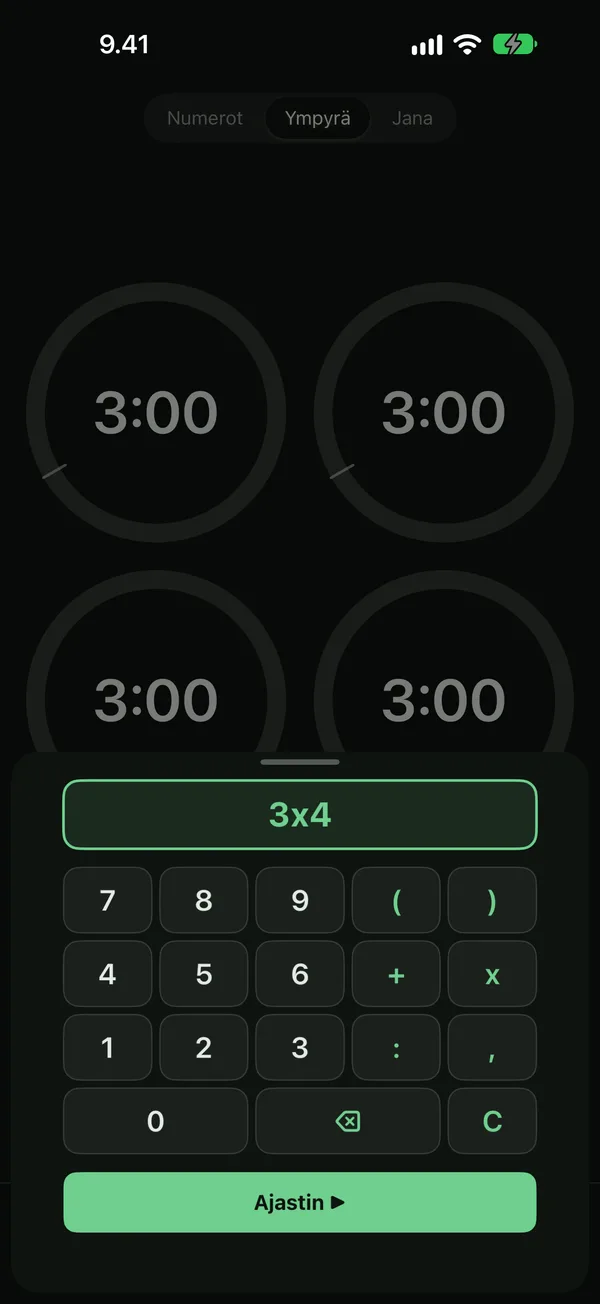 9.41
Numerot Ympyrä Jana
3:00 3:00
3:00 3:00
3x4
7 8 9 ( )
4 5 6 + x
1 2 3 : ,
0 C
Ajastin